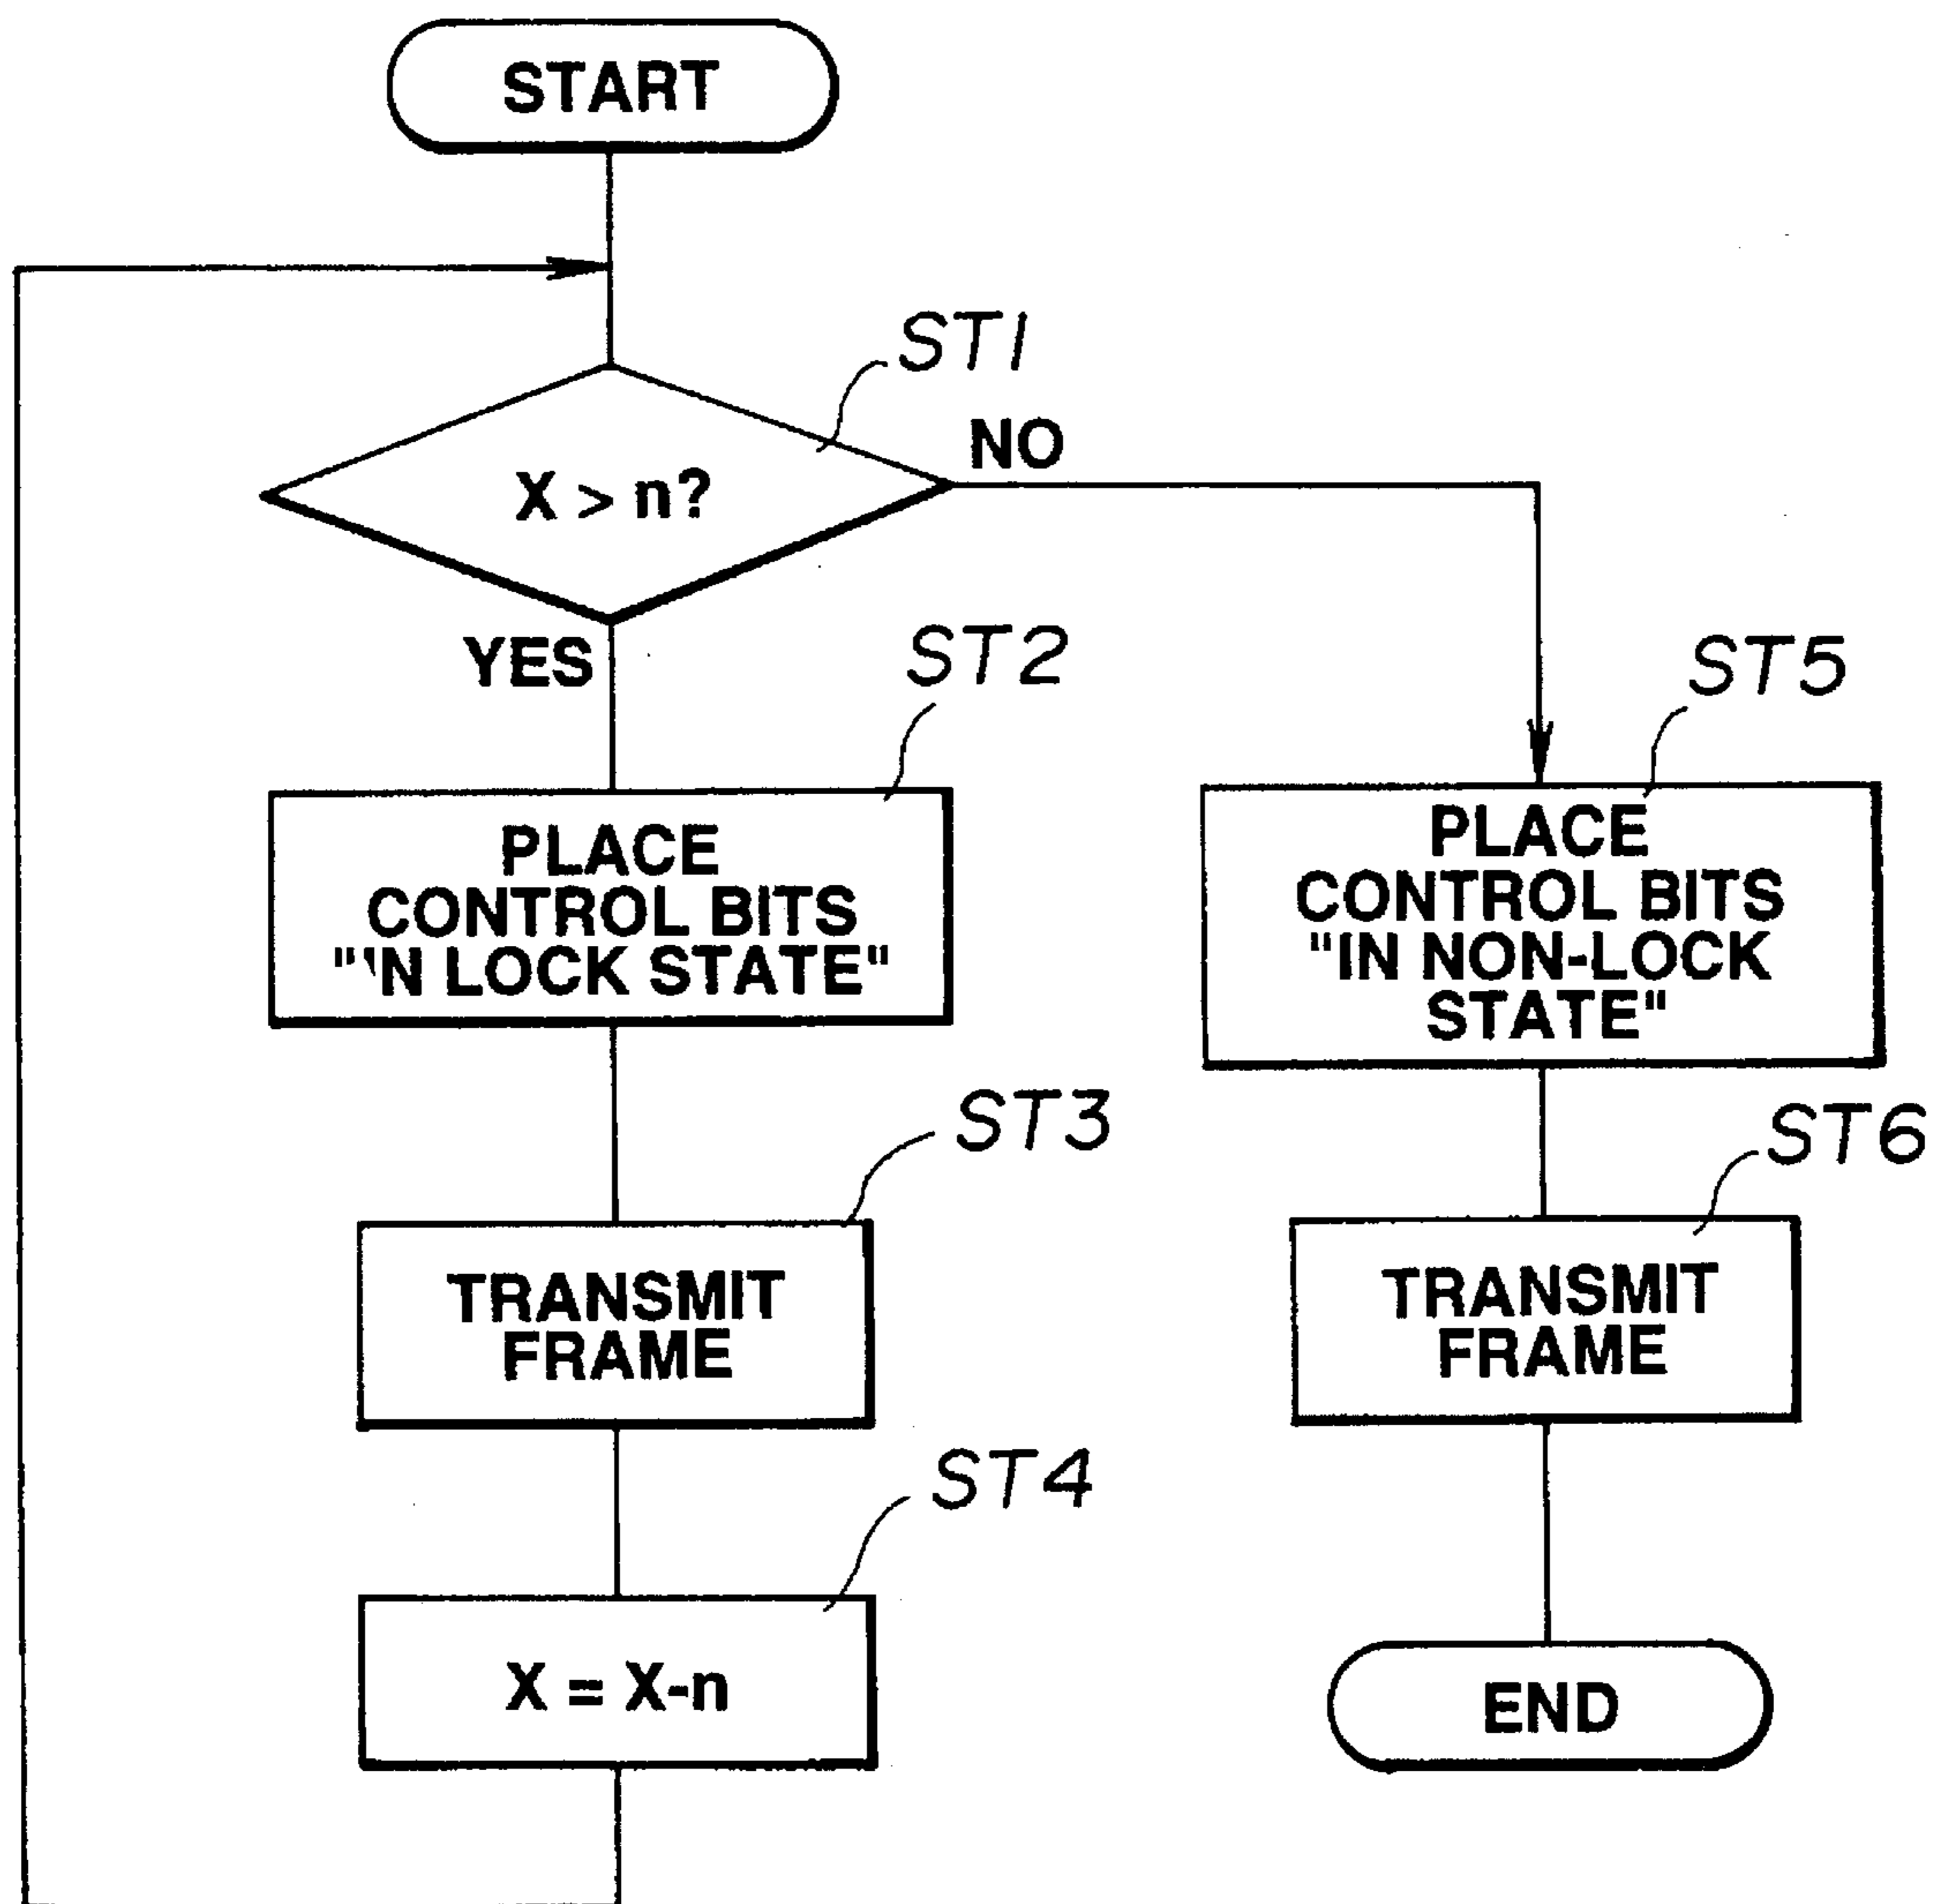 START
ST1
NO
X > n?
YES
ST2
PLACE
CONTROL BITS
"'N LOCK STATE"
ST5
PLACE
CONTROL BITS
"IN NON-LOCK
STATE"
ST3
TRANSMIT
FRAME
ST6
TRANSMIT
FRAME
ST4
X = X-n
END